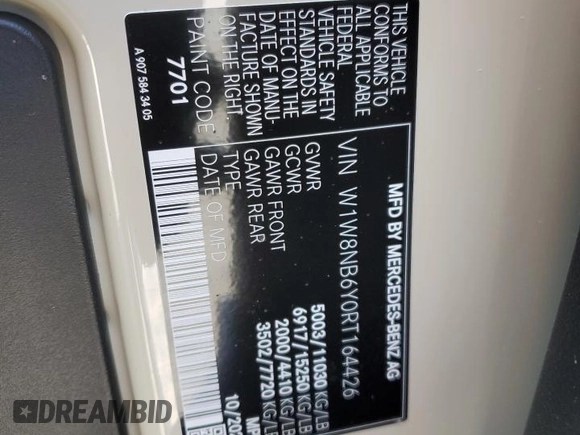 MFD BY MERCEDES-BENZ AG
VIN W1W8NB6Y0RT164426
GVWR 5003/11030 KG/LB
GCWR 6917/15250 KG/LB
GAWR FRONT 2000/4410 KG/LB
GAWR REAR 3502/7720 KG/LB
TYPE
DATE OF MFD 10/20
THIS VEHICLE
CONFORMS TO
ALL APPLICABLE
FEDERAL
VEHICLE SAFETY
STANDARDS IN
EFFECT ON THE
DATE OF MANU-
FACTURE SHOWN
ON THE RIGHT.
PAINT CODE
7701
A 907 584 34 05
DREAMBID